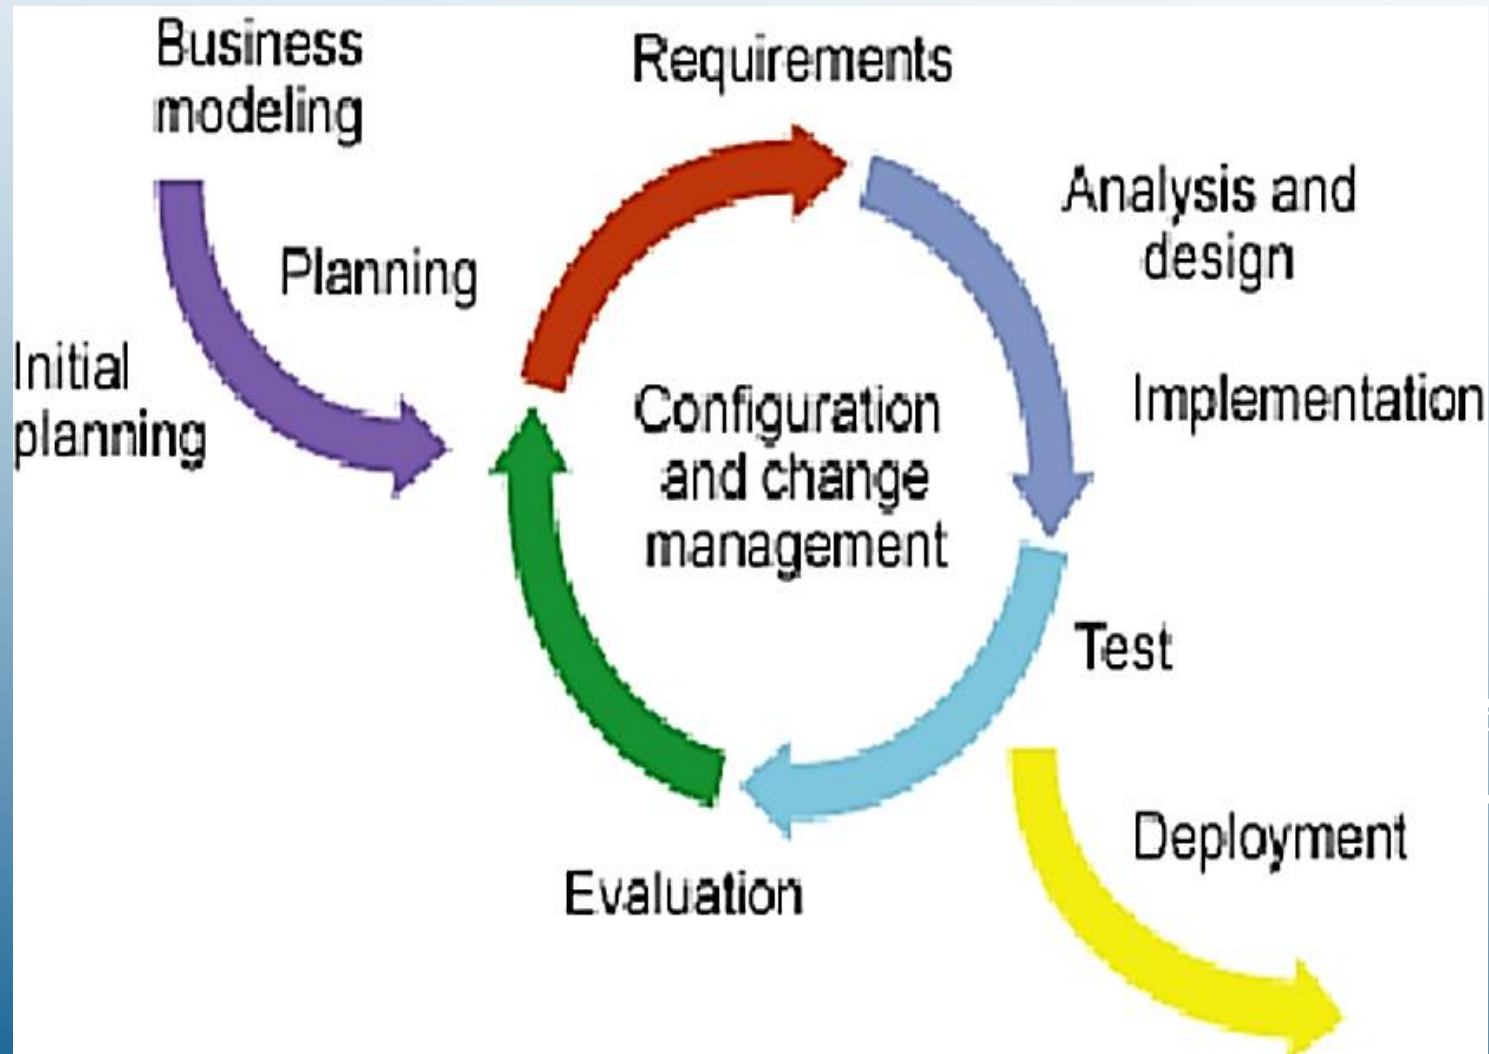 Business
modeling
Requirements
Analysis and
design
Planning
Initial
planning
Configuration
and change
management
Implementation
Test
Deployment
Evaluation